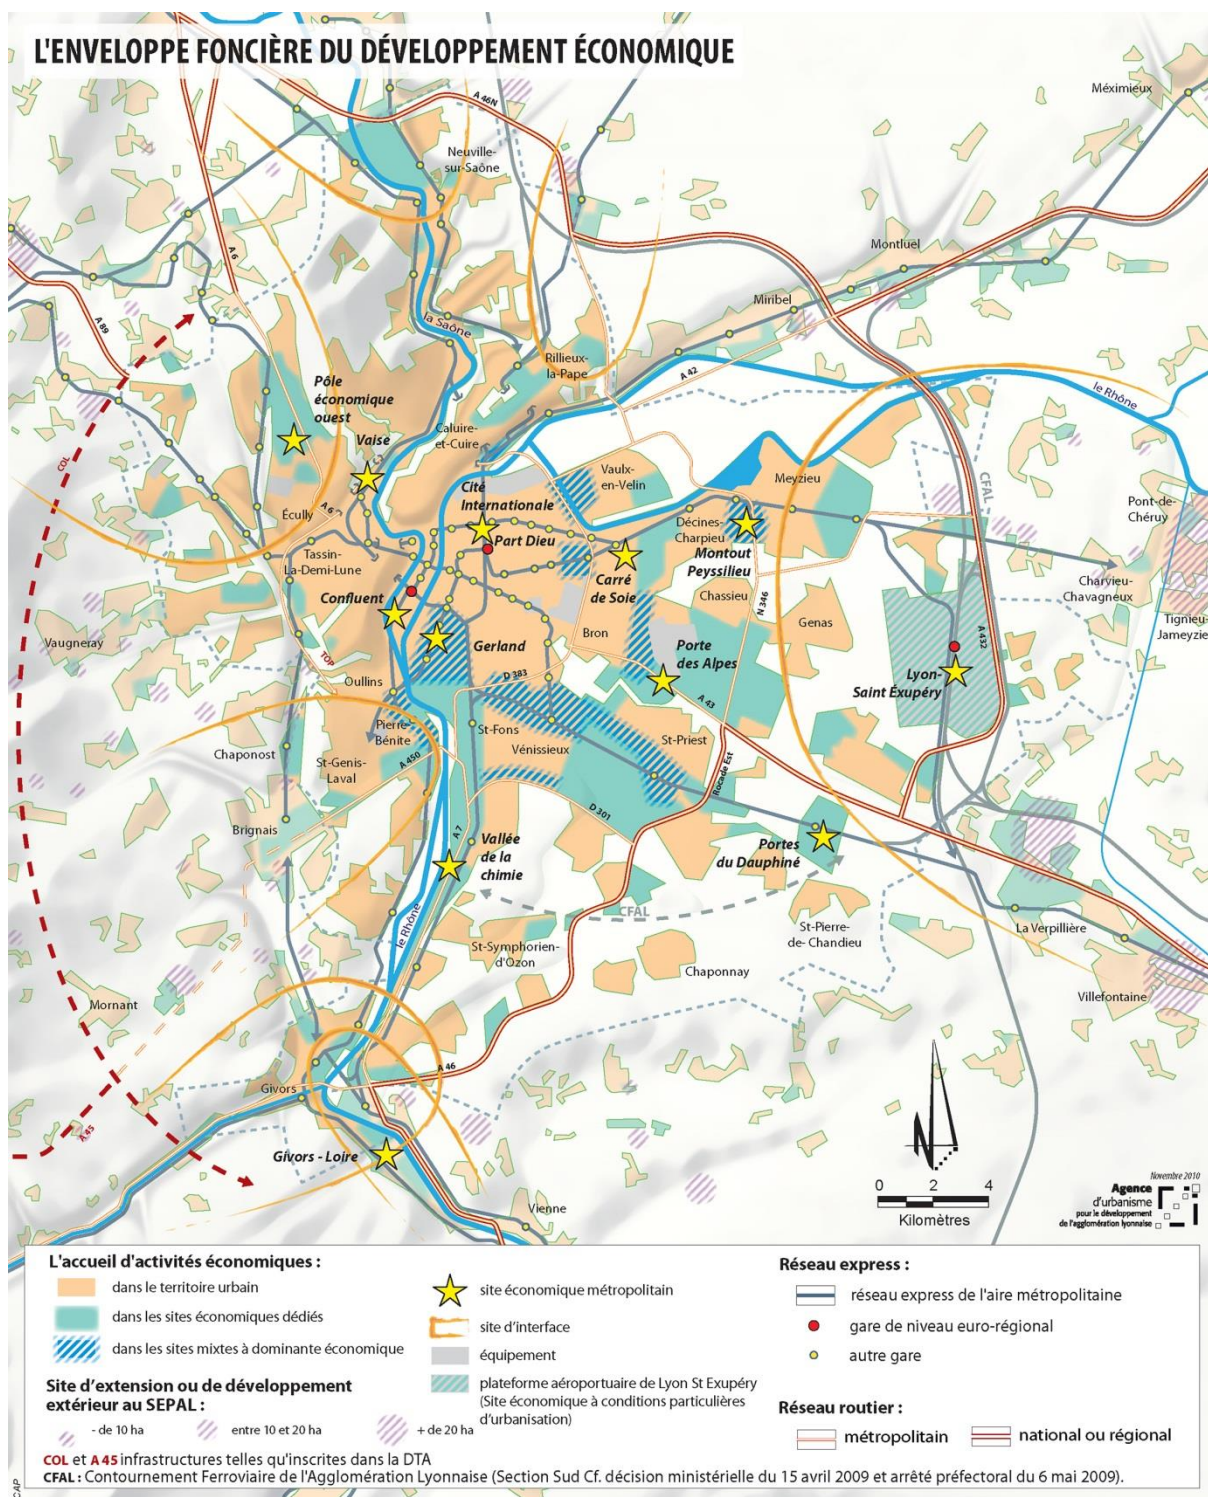 L'ENVELOPPE FONCIÈRE DU DÉVELOPPEMENT ÉCONOMIQUE
A 46N
Méximieux
Neuville-
sur-Saône
A 6
Montluel
Miribel
A 89
la Saône
Rillieux-
la-Pape
A 42
le Rhône
Pôle
économique
ouest
Vaise
Caluire-
et-Cuire
COL
Vaulx-
en-Velin
Meyzieu
CFAL
Pont-de-
Chéruy
Cité
Internationale
Écully
A 6
Part Dieu
Décines-
Charpieu
Montout
Peyssilieu
Tassin-
La-Demi-Lune
Carré
de Soie
Charvieu-
Chavagneux
Confluent
Chassieu
N 346
Genas
Tignieu-
Jameyzie
Vaugneray
Gerland
Bron
Porte
des Alpes
A 432
TOP
Lyon-
Saint Éxupéry
Oullins
D 383
A 43
Pierre-
Bénite
St-Fons
Vénissieux
St-Priest
Chaponost
St-Genis-
Laval
A 450
Rocade Est
Brignais
A 7
D 301
Vallée
de la
chimie
Portes
du Dauphiné
CFAL
le Rhône
St-Symphorien-
d'Ozon
St-Pierre-
de- Chandieu
La Verpillière
Chaponnay
Mornant
Villefontaine
A 46
Givors
A 45
Givors - Loire
Vienne
0 2 4
Kilomètres
Novembre 2010
Agence
d'urbanisme
pour le développement
de l'agglomération lyonnaise
L'accueil d'activités économiques :
dans le territoire urbain
dans les sites économiques dédiés
dans les sites mixtes à dominante économique
Site d'extension ou de développement
extérieur au SEPAL :
- de 10 ha
entre 10 et 20 ha
+ de 20 ha
site économique métropolitain
site d'interface
équipement
plateforme aéroportuaire de Lyon St Exupéry
(Site économique à conditions particulières
d'urbanisation)
Réseau express :
réseau express de l'aire métropolitaine
gare de niveau euro-régional
autre gare
Réseau routier :
métropolitain
national ou régional
COL et A 45 infrastructures telles qu'inscrites dans la DTA
CFAL : Contournement Ferroviaire de l'Agglomération Lyonnaise (Section Sud Cf. décision ministérielle du 15 avril 2009 et arrêté préfectoral du 6 mai 2009).